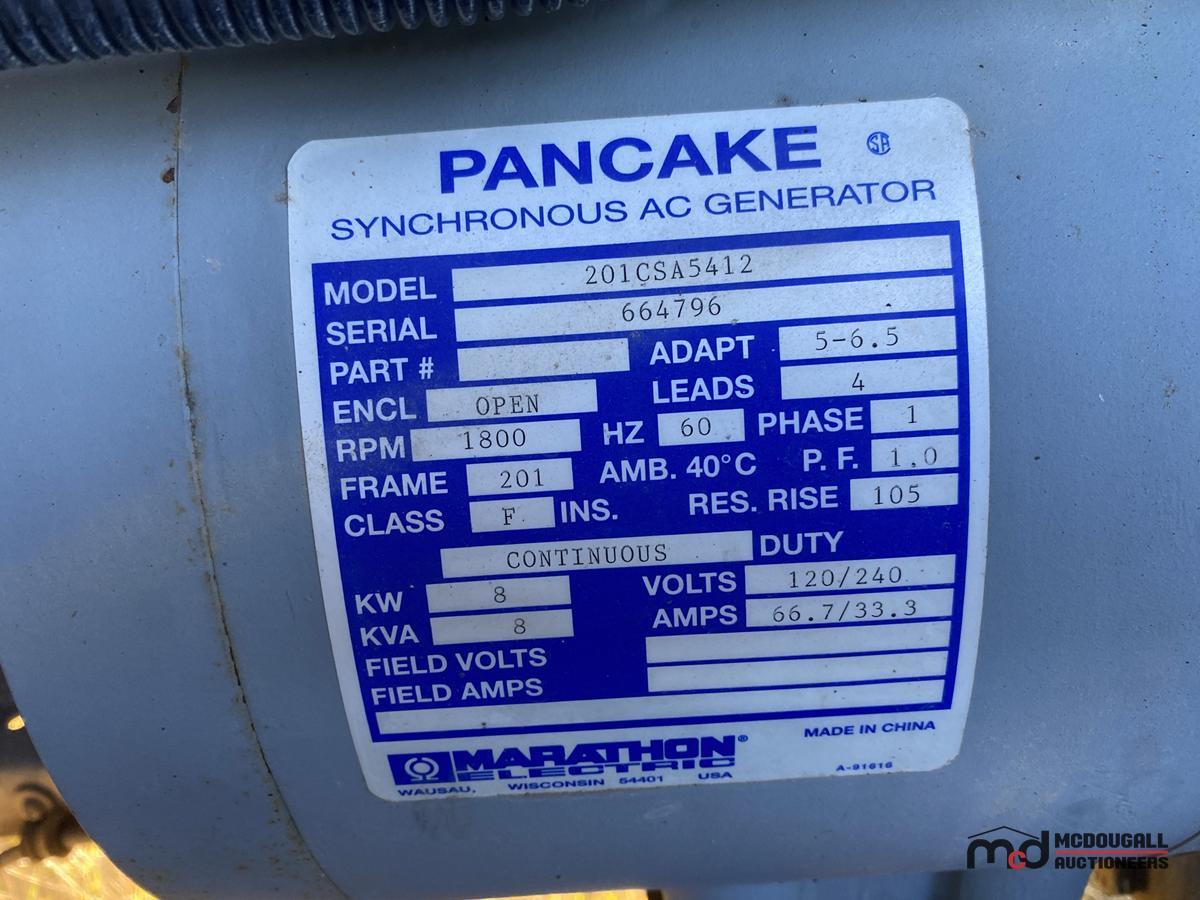 PANCAKE SA
SYNCHRONOUS AC GENERATOR
MODEL 201CSA5412
SERIAL 664796
PART # ADAPT 5-6.5
ENCL OPEN LEADS 4
RPM 1800 HZ 60 PHASE 1
FRAME 201 AMB. 40°C P. F. 1.0
CLASS F INS. RES. RISE 105
CONTINUOUS DUTY
KW 8 VOLTS 120/240
KVA 8 AMPS 66.7/33.3
FIELD VOLTS
FIELD AMPS
MARATHON® MADE IN CHINA
ELECTRIC
WAUSAU, WISCONSIN 54401 USA A-91616
mcd MCDOUGALL
AUCTIONEERS